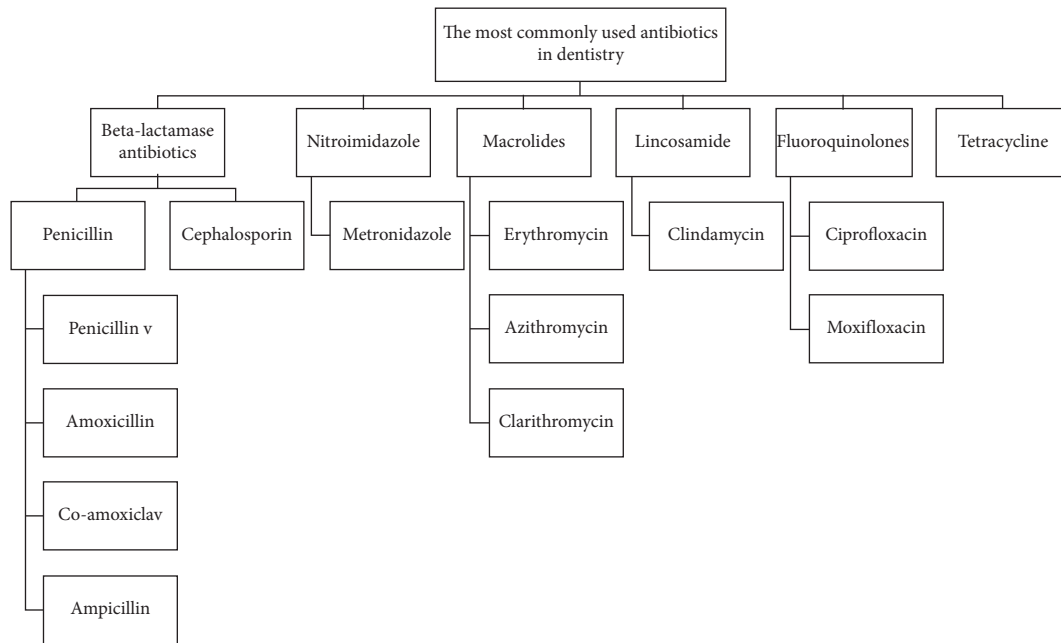 The most commonly used antibiotics
in dentistry
Beta-lactamase
antibiotics
Nitroimidazole
Macrolides
Lincosamide
Fluoroquinolones
Tetracycline
Penicillin
Cephalosporin
Metronidazole
Erythromycin
Clindamycin
Ciprofloxacin
Penicillin v
Azithromycin
Moxifloxacin
Amoxicillin
Clarithromycin
Co-amoxiclav
Ampicillin